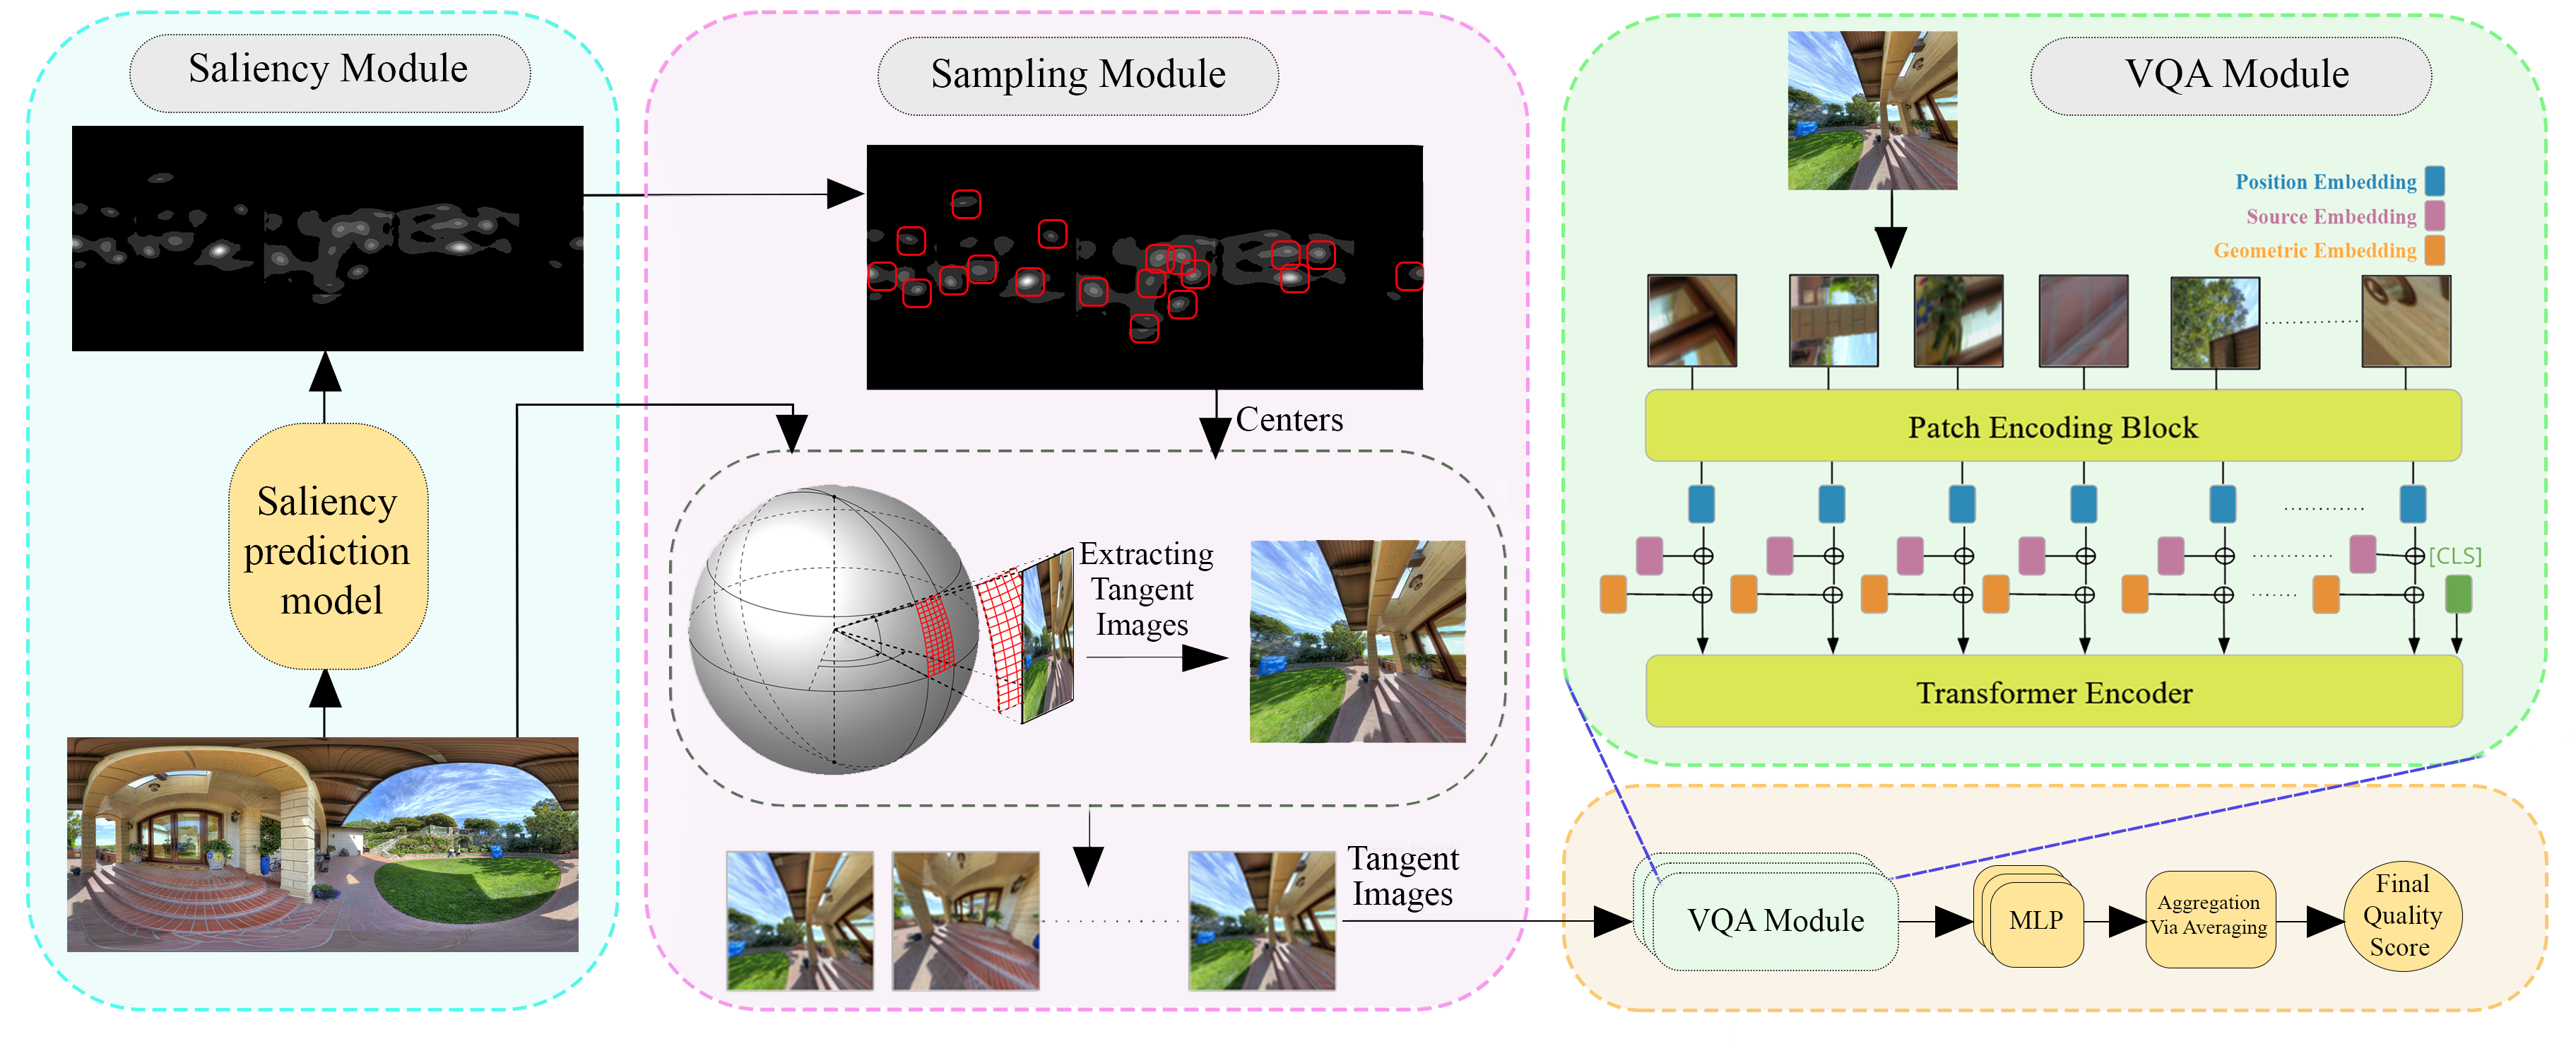 Saliency Module
Saliency
prediction
model
Sampling Module
Centers
Extracting
Tangent
Images
Tangent
Images
VQA Module
Position Embedding
Source Embedding
Geometric Embedding
Patch Encoding Block
[CLS]
Transformer Encoder
VQA Module
MLP
Aggregation
Via Averaging
Final
Quality
Score